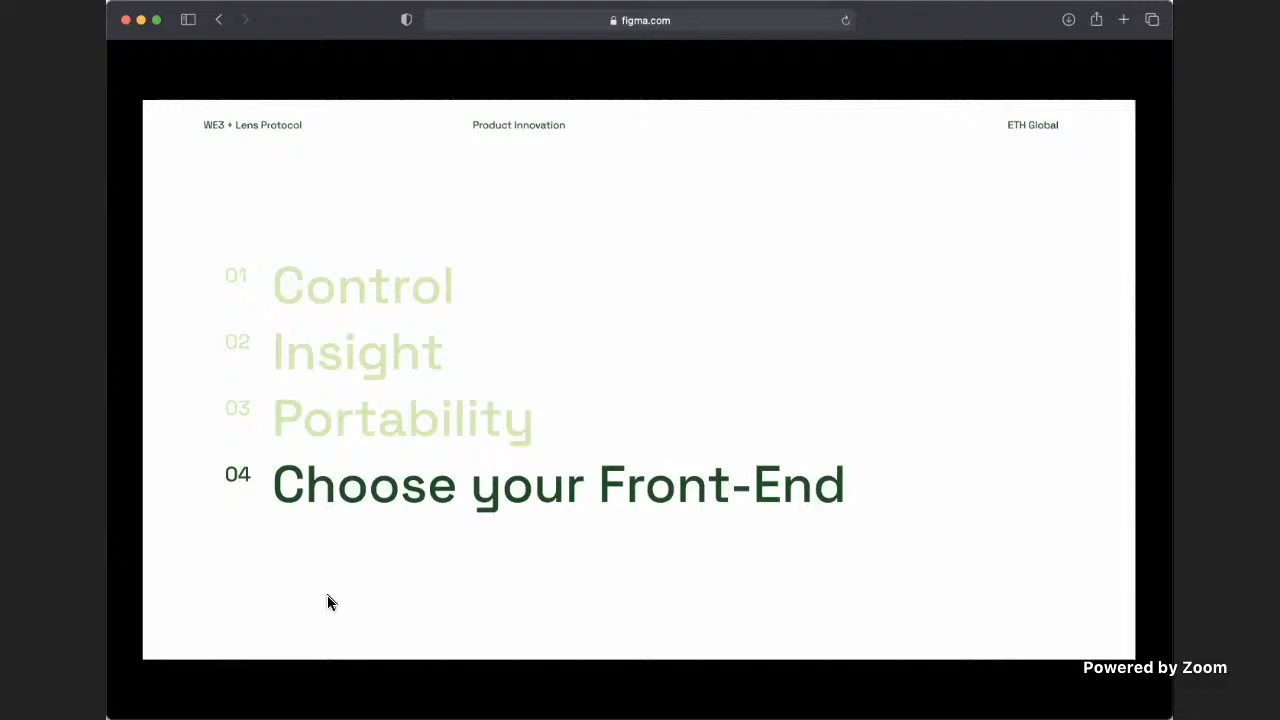 figma.com
WE3 + Lens Protocol
Product Innovation
ETH Global
01 Control
02 Insight
03 Portability
04 Choose your Front-End
Powered by Zoom